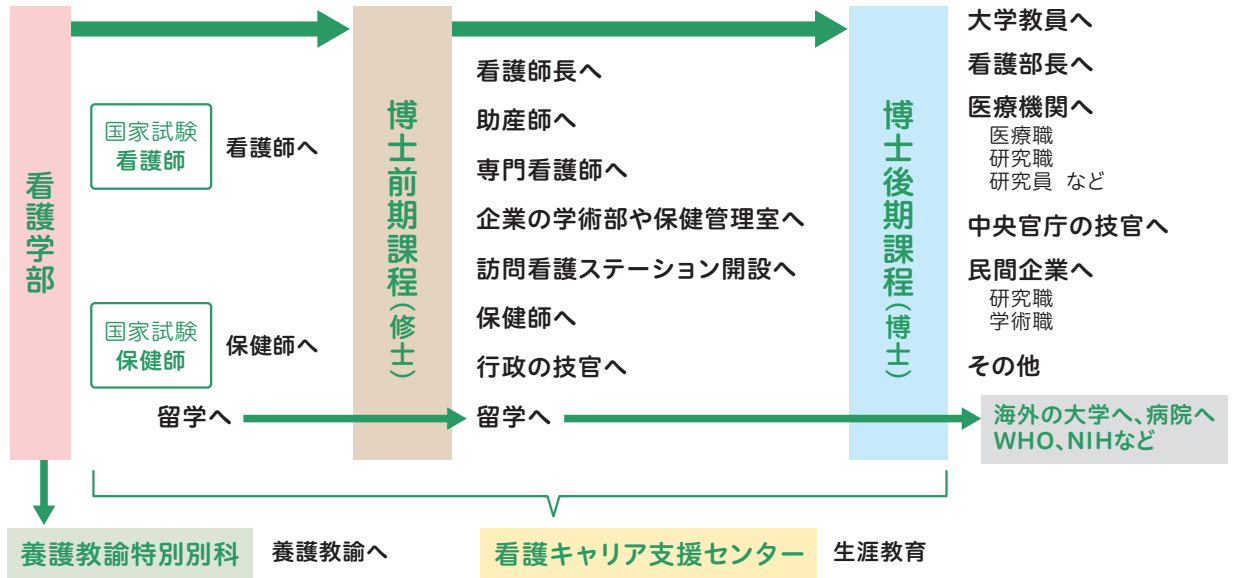 看護学部
国家試験
看護師
看護師へ
国家試験
保健師
保健師へ
留学へ
博士前期課程(修士)
看護師長へ
助産師へ
専門看護師へ
企業の学術部や保健管理室へ
訪問看護ステーション開設へ
保健師へ
行政の技官へ
留学へ
博士後期課程(博士)
大学教員へ
看護部長へ
医療機関へ
医療職
研究職
研究員 など
中央官庁の技官へ
民間企業へ
研究職
学術職
その他
海外の大学へ、病院へ
WHO、NIHなど
養護教諭特別別科
養護教諭へ
看護キャリア支援センター
生涯教育